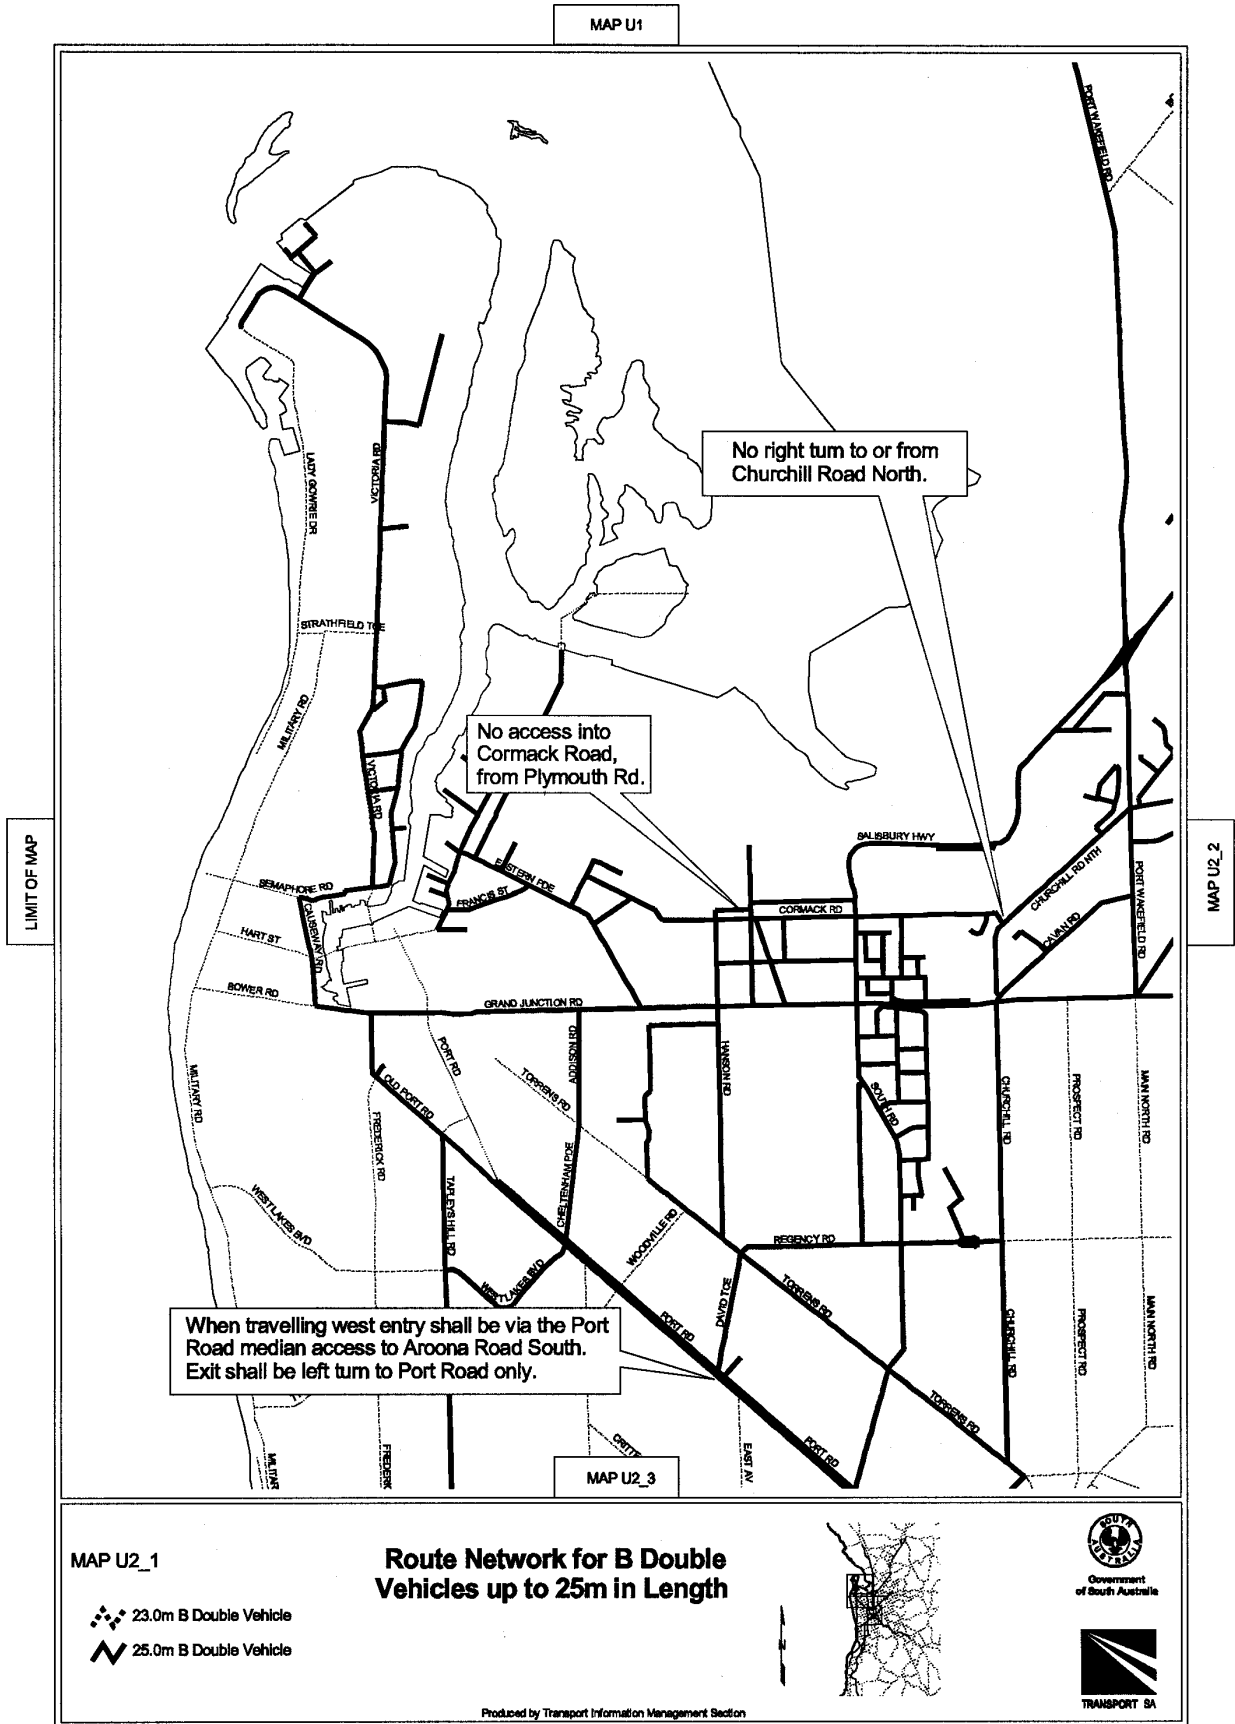 MAP U1
PORT WAKEFIELD RD
No right turn to or from
Churchill Road North.
VICTORIA RD
LADY GOWRIE DR
STRATHFIELD TCE
MILITARY RD
No access into
Cormack Road,
from Plymouth Rd.
VICTORIA RD
LIMIT OF MAP
MAP U2_2
SALISBURY HWY
CHURCHILL RD NTH
PORT WAKEFIELD RD
SEMAPHORE RD
EASTERN PDE
FRANCIS ST
CORMACK RD
CAUSEWAY RD
HART ST
CAVAN RD
BOWER RD
GRAND JUNCTION RD
PORT RD
ADDISON RD
HANSON RD
TORRENS RD
OLD PORT RD
MILITARY RD
FREDERICK RD
SOUTH RD
CHURCHILL RD
PROSPECT RD
MAIN NORTH RD
WEST LAKES BVD
TAPLEYS HILL RD
CHELTENHAM PDE
WOODVILLE RD
REGENCY RD
WEST LAKES BVD
DAVID TCE
TORRENS RD
PORT RD
When travelling west entry shall be via the Port
Road median access to Aroona Road South.
Exit shall be left turn to Port Road only.
CHURCHILL RD
PROSPECT RD
MAIN NORTH RD
TORRENS RD
PORT RD
MILITAR
FREDERIK
CRITTE
EAST AV
MAP U2_3
MAP U2_1
Route Network for B Double
Vehicles up to 25m in Length
23.0m B Double Vehicle
25.0m B Double Vehicle
N
SOUTH
AUSTRALIA
Government
of South Australia
TRANSPORT SA
Produced by Transport Information Management Section